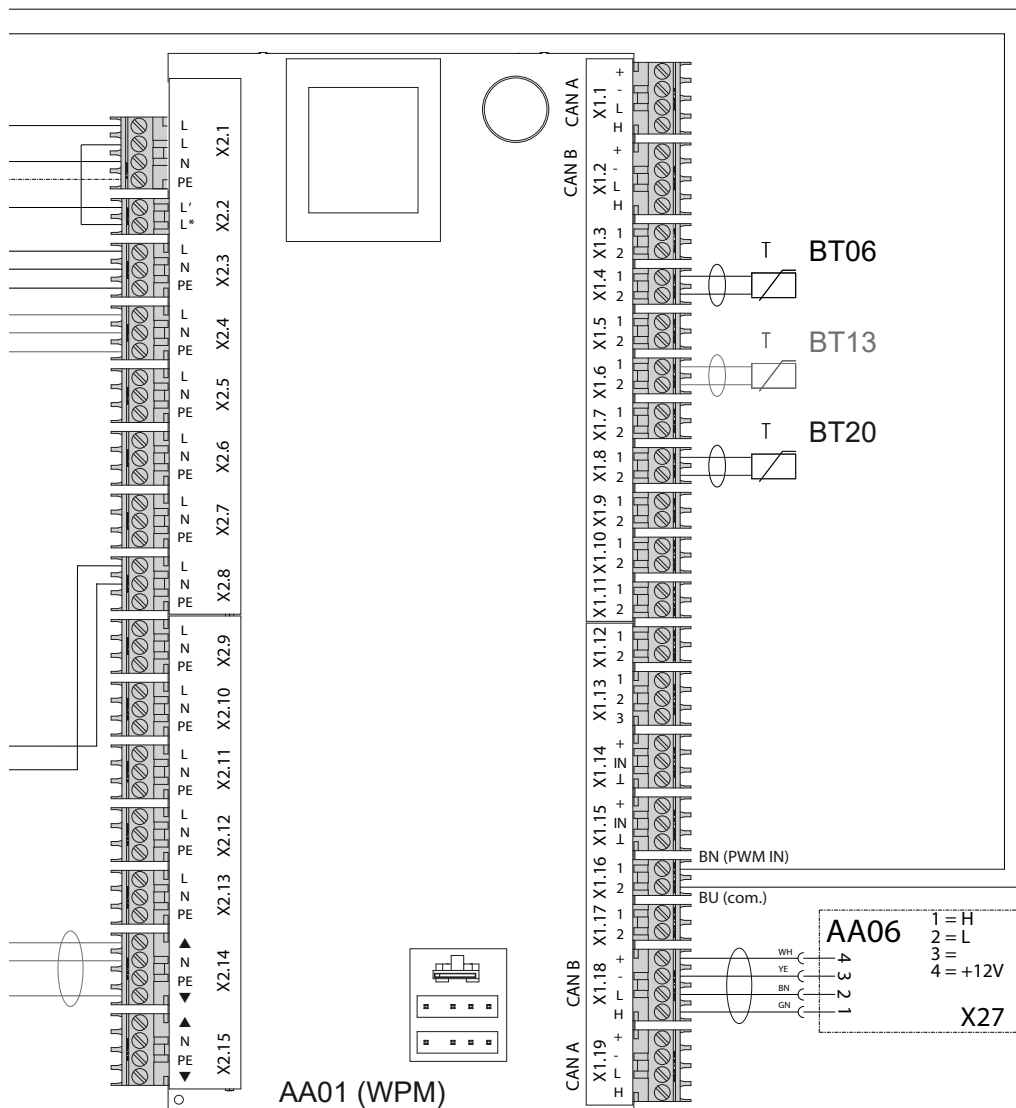 L
L
N
PE
X2.1
L‘
L*
X2.2
L
N
PE
X2.3
L
N
PE
X2.4
L
N
PE
X2.5
L
N
PE
X2.6
L
N
PE
X2.7
L
N
PE
X2.8
L
N
PE
X2.9
L
N
PE
X2.10
L
N
PE
X2.11
L
N
PE
X2.12
L
N
PE
X2.13
▲
N
PE
▼
X2.14
▲
N
PE
▼
X2.15
AA01 (WPM)
CAN A
X1.1
+
-
L
H
CAN B
X1.2
+
-
L
H
X1.3
1
2
X1.4
1
2
T
BT06
X1.5
1
2
X1.6
1
2
T
BT13
X1.7
1
2
X1.8
1
2
T
BT20
X1.9
1
2
X1.10
1
2
X1.11
1
2
X1.12
1
2
X1.13
1
2
3
X1.14
+
IN
⊥
X1.15
+
IN
⊥
X1.16
1
2
BN (PWM IN)
BU (com.)
X1.17
1
2
CAN B
X1.18
+
-
L
H
WH
YE
BN
GN
4
3
2
1
AA06
1 = H
2 = L
3 =
4 = +12V
X27
CAN A
X1.19
+
-
L
H